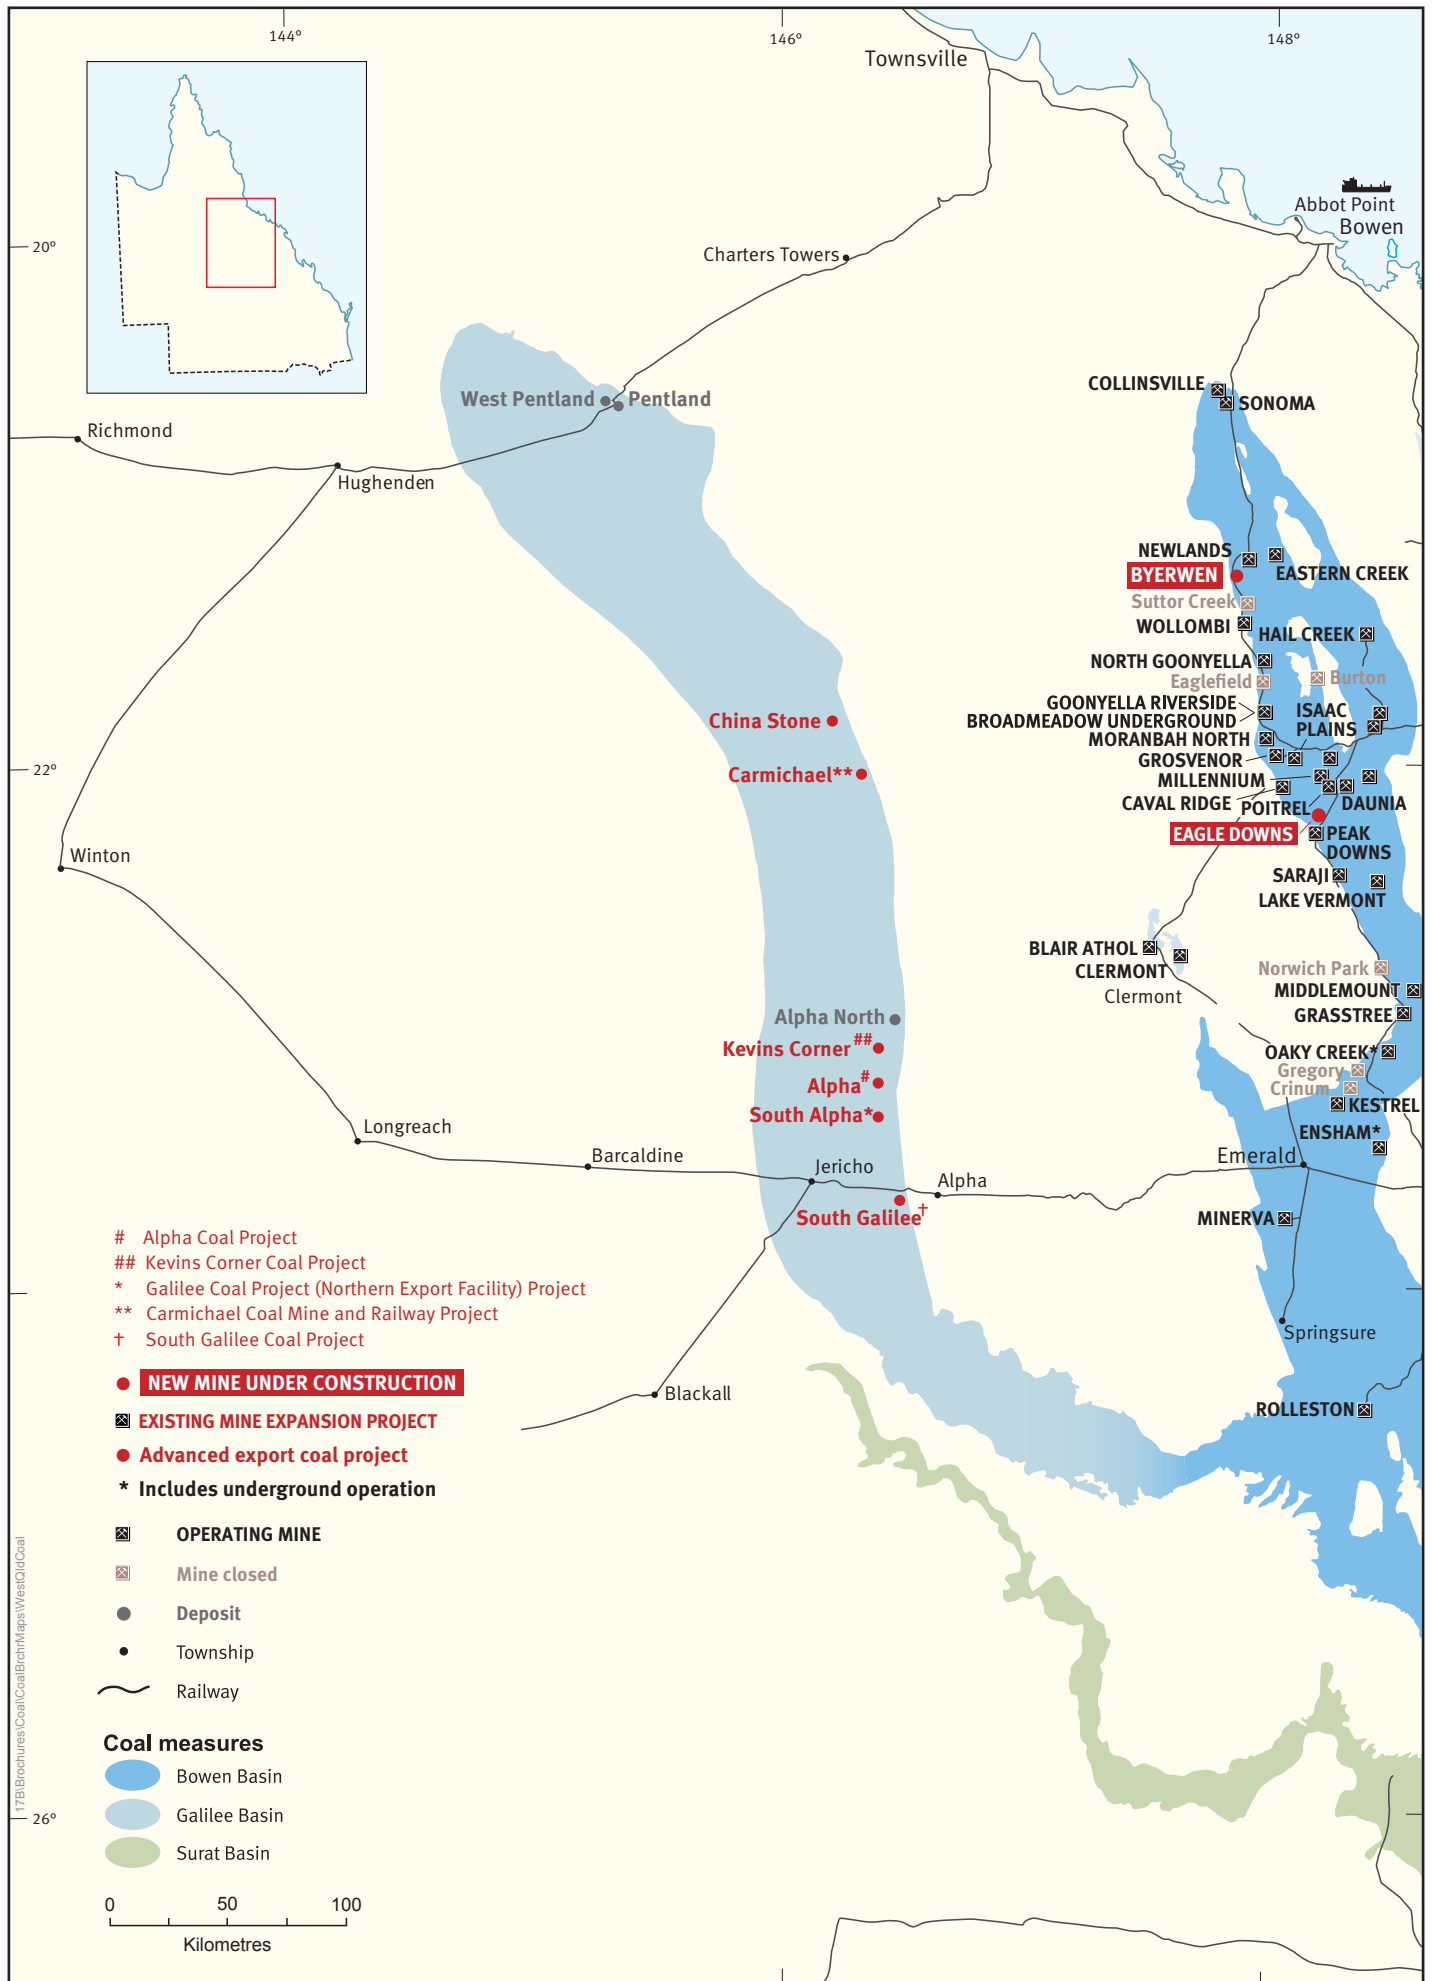 144°
146°
148°
Townsville
Abbot Point
Bowen
20°
Charters Towers
COLLINSVILLE
SONOMA
West Pentland
Pentland
Richmond
Hughenden
NEWLANDS
BYERWEN
EASTERN CREEK
Suttor Creek
WOLLOMBI
HAIL CREEK
NORTH GOONYELLA
Eaglefield
Burton
GOONYELLA RIVERSIDE
BROADMEADOW UNDERGROUND
ISAAC
PLAINS
MORANBAH NORTH
China Stone
GROSVENOR
22°
Carmichael**
MILLENNIUM
CAVAL RIDGE
POITREL
DAUNIA
EAGLE DOWNS
PEAK
DOWNS
Winton
SARAJI
LAKE VERMONT
BLAIR ATHOL
CLERMONT
Clermont
Norwich Park
MIDDLEMOUNT
GRASSTREE
Alpha North
Kevins Corner ##
OAKY CREEK*
Gregory
Crinum
Alpha#
KESTREL
South Alpha*
ENSHAM*
Longreach
Barcaldine
Jericho
Alpha
Emerald
South Galilee†
MINERVA
# Alpha Coal Project
## Kevins Corner Coal Project
* Galilee Coal Project (Northern Export Facility) Project
** Carmichael Coal Mine and Railway Project
† South Galilee Coal Project
Springsure
NEW MINE UNDER CONSTRUCTION
Blackall
ROLLESTON
EXISTING MINE EXPANSION PROJECT
Advanced export coal project
* Includes underground operation
OPERATING MINE
Mine closed
Deposit
Township
Railway
Coal measures
Bowen Basin
Galilee Basin
Surat Basin
26°
0 50 100
Kilometres
17B\Brochures\Coal\CoalBrchrMaps\WestQldCoal